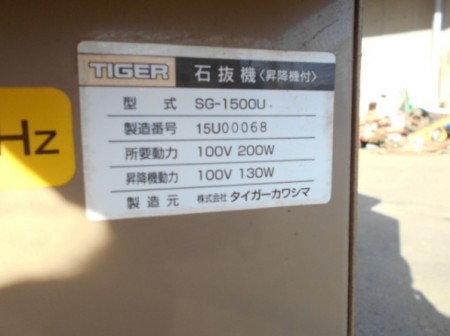 TIGER 石抜機〈昇降機付〉
型式 SG-1500U
製造番号 15U00068
所要動力 100V 200W
昇降機動力 100V 130W
製造元 株式会社 タイガーカワシマ
Hz